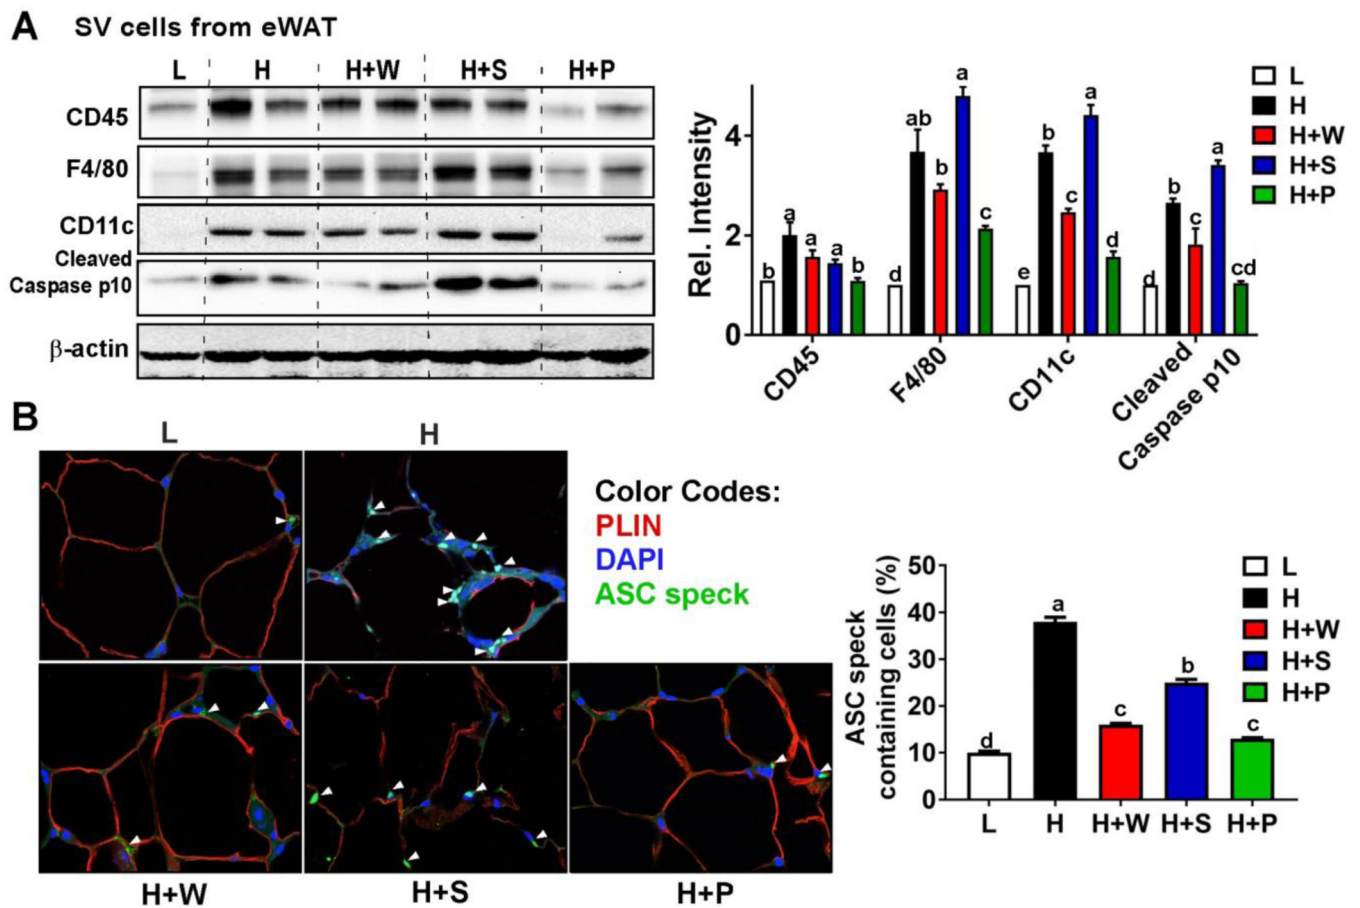 A SV cells from eWAT
L H H+W H+S H+P
CD45
F4/80
CD11c
Cleaved
Caspase p10
β-actin
Rel. Intensity
4
2
0
b a a a b
d ab b a c
e b c a d
d b c a cd
CD45
F4/80
CD11c
Cleaved
Caspase p10
L
H
H+W
H+S
H+P
B
L H
H+W H+S H+P
Color Codes:
PLIN
DAPI
ASC speck
ASC speck
containing cells (%)
50
40
30
20
10
0
d a c b c
L H H+W H+S H+P
L
H
H+W
H+S
H+P